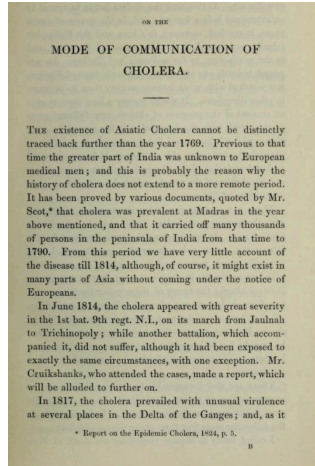 ON THE
MODE OF COMMUNICATION OF
CHOLERA.
THE existence of Asiatic Cholera cannot be distinctly
traced back further than the year 1769. Previous to that
time the greater part of India was unknown to European
medical men; and this is probably the reason why the
history of cholera does not extend to a more remote period.
It has been proved by various documents, quoted by Mr.
Scot,* that cholera was prevalent at Madras in the year
above mentioned, and that it carried off many thousands
of persons in the peninsula of India from that time to
1790. From this period we have very little account of
the disease till 1814, although, of course, it might exist in
many parts of Asia without coming under the notice of
Europeans.
In June 1814, the cholera appeared with great severity
in the 1st bat. 9th regt. N.I., on its march from Jaulnah
to Trichinopoly; while another battalion, which accom-
panied it, did not suffer, although it had been exposed to
exactly the same circumstances, with one exception. Mr.
Cruikshanks, who attended the cases, made a report, which
will be alluded to further on.
In 1817, the cholera prevailed with unusual virulence
at several places in the Delta of the Ganges; and, as it
* Report on the Epidemic Cholera, 1824, p. 5.
B